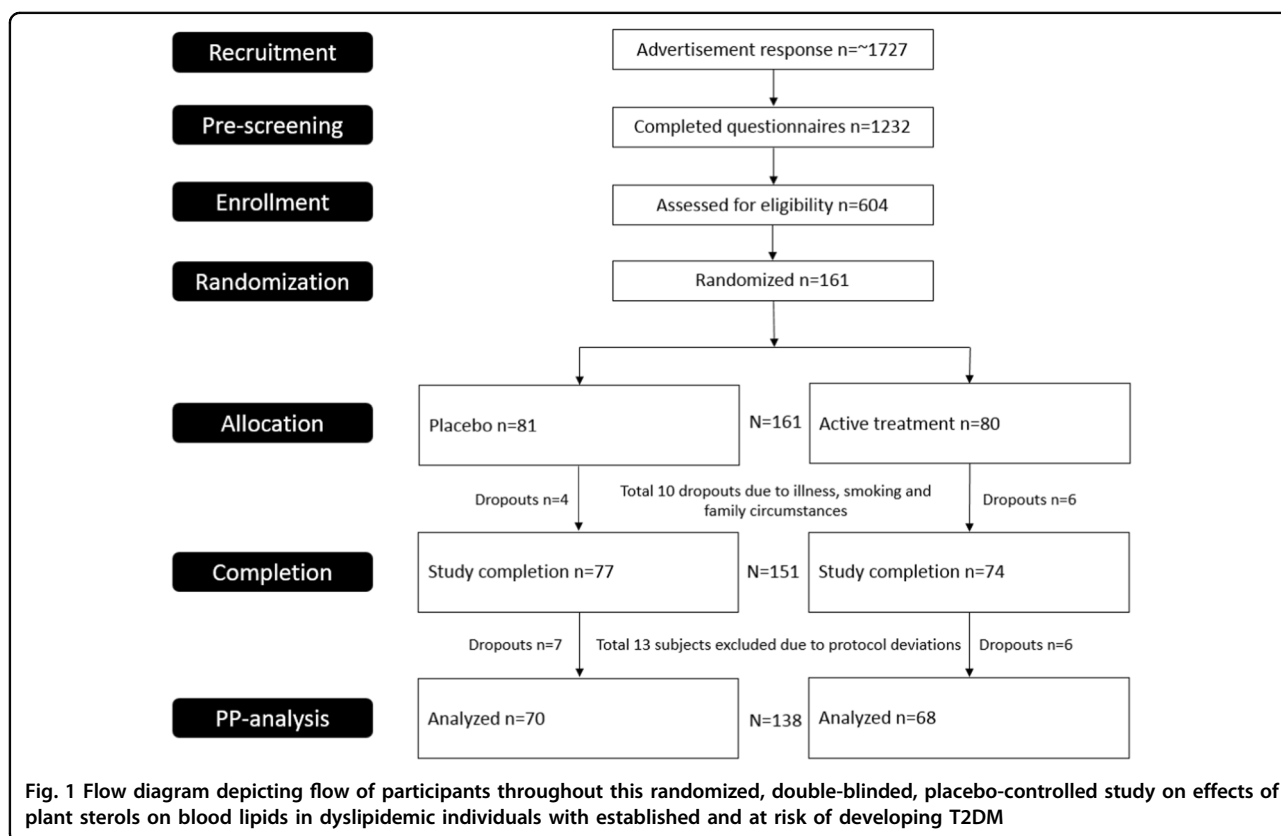 Recruitment
Advertisement response n=~1727
Pre-screening
Completed questionnaires n=1232
Enrollment
Assessed for eligibility n=604
Randomization
Randomized n=161
Allocation
Placebo n=81
N=161
Active treatment n=80
Dropouts n=4
Total 10 dropouts due to illness, smoking and
family circumstances
Dropouts n=6
Completion
Study completion n=77
N=151
Study completion n=74
Dropouts n=7
Total 13 subjects excluded due to protocol deviations
Dropouts n=6
PP-analysis
Analyzed n=70
N=138
Analyzed n=68
Fig. 1 Flow diagram depicting flow of participants throughout this randomized, double-blinded, placebo-controlled study on effects of
plant sterols on blood lipids in dyslipidemic individuals with established and at risk of developing T2DM